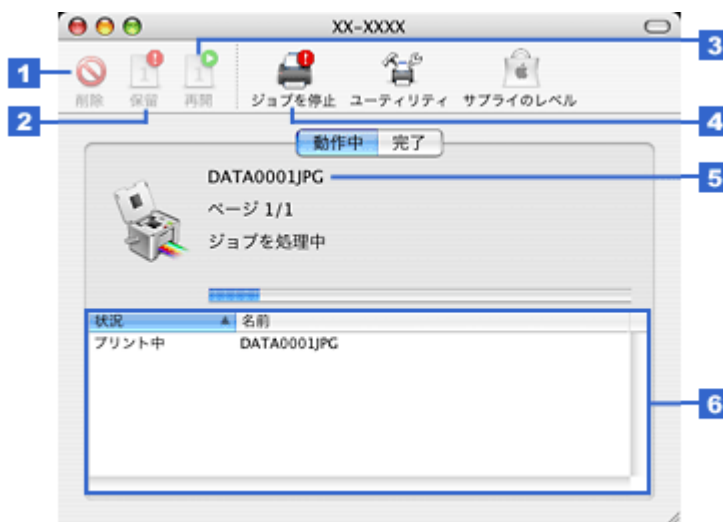 XX-XXXX
1
2
3
4
5
6
削除 保留 再開 ジョブを停止 ユーティリティ サプライのレベル
動作中 完了
DATA0001JPG
ページ 1/1
ジョブを処理中
状況 名前
プリント中 DATA0001JPG